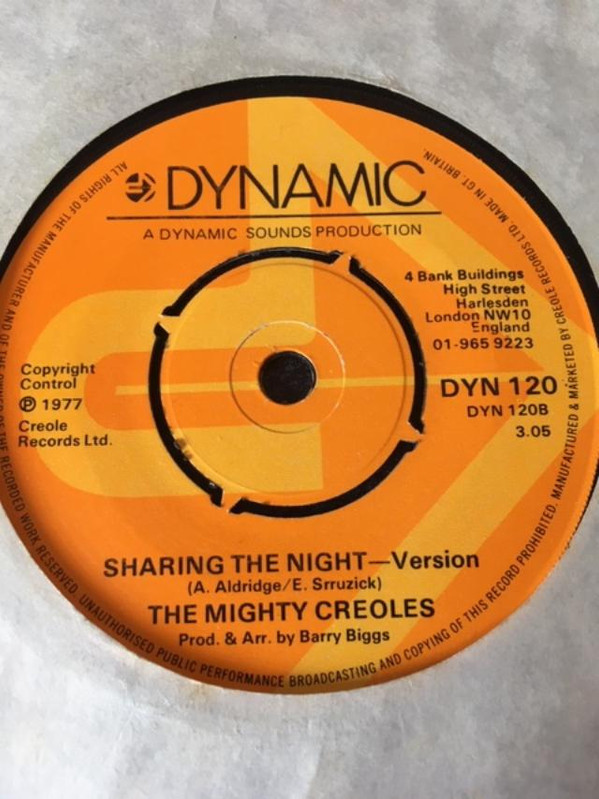 DYNAMIC
A DYNAMIC SOUNDS PRODUCTION
4 Bank Buildings
High Street
Harlesden
London NW10
England
01-965 9223
Copyright
Control
Ⓟ 1977
Creole
Records Ltd.
DYN 120
DYN 120B
3.05
SHARING THE NIGHT—Version
(A. Aldridge/E. Srruzick)
THE MIGHTY CREOLES
Prod. & Arr. by Barry Biggs
ALL RIGHTS OF THE MANUFACTURER AND OF THE OWNER OF THE RECORDED WORK RESERVED. UNAUTHORISED PUBLIC PERFORMANCE BROADCASTING AND COPYING OF THIS RECORD PROHIBITED. MANUFACTURED & MARKETED BY CREOLE RECORDS LTD. MADE IN GT. BRITAIN.